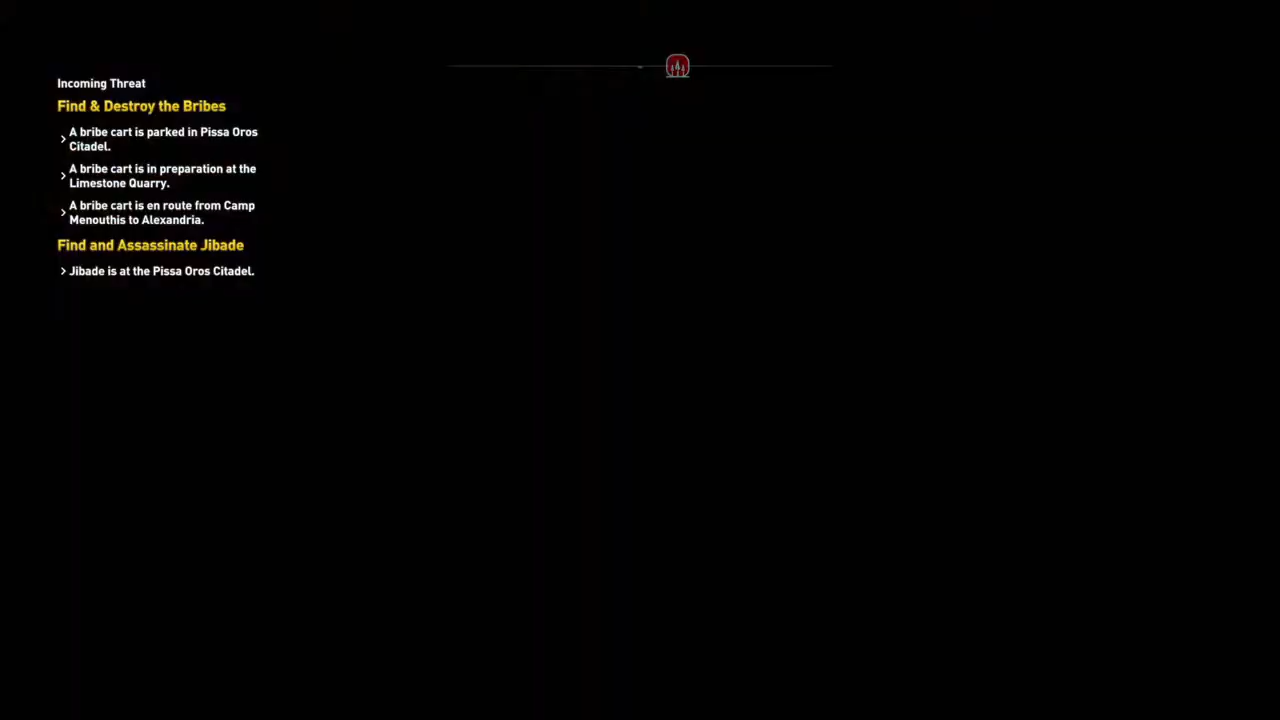 Incoming Threat
Find & Destroy the Bribes
A bribe cart is parked in Pissa Oros
Citadel.
A bribe cart is in preparation at the
Limestone Quarry.
A bribe cart is en route from Camp
Menouthis to Alexandria.
Find and Assassinate Jibade
Jibade is at the Pissa Oros Citadel.